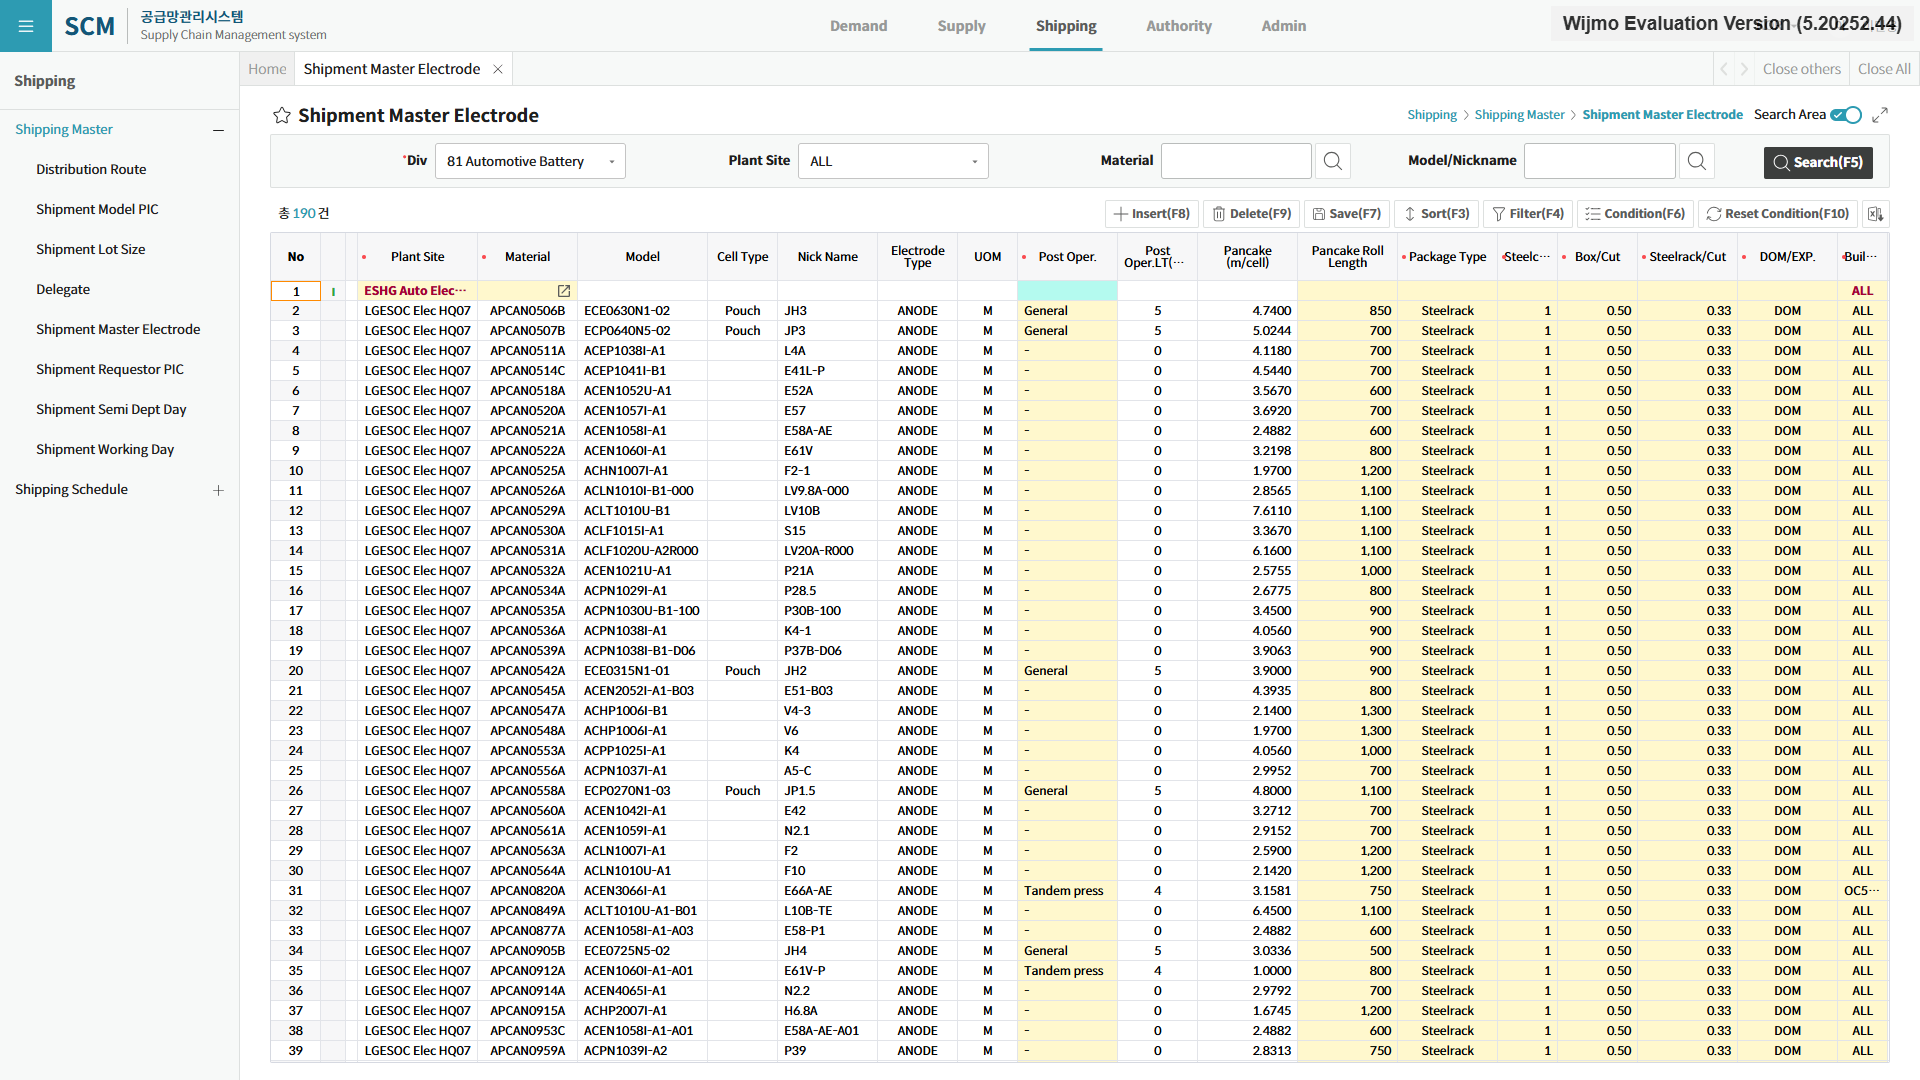 SCM 공급망관리시스템
Supply Chain Management system
Demand Supply Shipping Authority Admin
Wijmo Evaluation Version (5.20252.44)
Shipping
Home Shipment Master Electrode Close others Close All
Shipping Master
Distribution Route
Shipment Model PIC
Shipment Lot Size
Delegate
Shipment Master Electrode
Shipment Requestor PIC
Shipment Semi Dept Day
Shipment Working Day
Shipping Schedule
Shipment Master Electrode
Shipping > Shipping Master > Shipment Master Electrode Search Area
*Div 81 Automotive Battery Plant Site ALL Material Model/Nickname Search(F5)
총 190 건 Insert(F8) Delete(F9) Save(F7) Sort(F3) Filter(F4) Condition(F6) Reset Condition(F10)
No Plant Site Material Model Cell Type Nick Name Electrode Type UOM Post Oper. Post Oper.LT(··· Pancake (m/cell) Pancake Roll Length Package Type Steelc··· Box/Cut Steelrack/Cut DOM/EXP. Buil···
1 I ESHG Auto Elec··· ALL
2 LGESOC Elec HQ07 APCAN0506B ECE0630N1-02 Pouch JH3 ANODE M General 5 4.7400 850 Steelrack 1 0.50 0.33 DOM ALL
3 LGESOC Elec HQ07 APCAN0507B ECP0640N5-02 Pouch JP3 ANODE M General 5 5.0244 700 Steelrack 1 0.50 0.33 DOM ALL
4 LGESOC Elec HQ07 APCAN0511A ACEP1038I-A1 L4A ANODE M - 0 4.1180 700 Steelrack 1 0.50 0.33 DOM ALL
5 LGESOC Elec HQ07 APCAN0514C ACEP1041I-B1 E41L-P ANODE M - 0 4.5440 700 Steelrack 1 0.50 0.33 DOM ALL
6 LGESOC Elec HQ07 APCAN0518A ACEN1052U-A1 E52A ANODE M - 0 3.5670 600 Steelrack 1 0.50 0.33 DOM ALL
7 LGESOC Elec HQ07 APCAN0520A ACEN1057I-A1 E57 ANODE M - 0 3.6920 700 Steelrack 1 0.50 0.33 DOM ALL
8 LGESOC Elec HQ07 APCAN0521A ACEN1058I-A1 E58A-AE ANODE M - 0 2.4882 600 Steelrack 1 0.50 0.33 DOM ALL
9 LGESOC Elec HQ07 APCAN0522A ACEN1060I-A1 E61V ANODE M - 0 3.2198 800 Steelrack 1 0.50 0.33 DOM ALL
10 LGESOC Elec HQ07 APCAN0525A ACHN1007I-A1 F2-1 ANODE M - 0 1.9700 1,200 Steelrack 1 0.50 0.33 DOM ALL
11 LGESOC Elec HQ07 APCAN0526A ACLN1010I-B1-000 LV9.8A-000 ANODE M - 0 2.8565 1,100 Steelrack 1 0.50 0.33 DOM ALL
12 LGESOC Elec HQ07 APCAN0529A ACLT1010U-B1 LV10B ANODE M - 0 7.6110 1,100 Steelrack 1 0.50 0.33 DOM ALL
13 LGESOC Elec HQ07 APCAN0530A ACLF1015I-A1 S15 ANODE M - 0 3.3670 1,100 Steelrack 1 0.50 0.33 DOM ALL
14 LGESOC Elec HQ07 APCAN0531A ACLF1020U-A2R000 LV20A-R000 ANODE M - 0 6.1600 1,100 Steelrack 1 0.50 0.33 DOM ALL
15 LGESOC Elec HQ07 APCAN0532A ACEN1021U-A1 P21A ANODE M - 0 2.5755 1,000 Steelrack 1 0.50 0.33 DOM ALL
16 LGESOC Elec HQ07 APCAN0534A ACPN1029I-A1 P28.5 ANODE M - 0 2.6775 800 Steelrack 1 0.50 0.33 DOM ALL
17 LGESOC Elec HQ07 APCAN0535A ACPN1030U-B1-100 P30B-100 ANODE M - 0 3.4500 900 Steelrack 1 0.50 0.33 DOM ALL
18 LGESOC Elec HQ07 APCAN0536A ACPN1038I-A1 K4-1 ANODE M - 0 4.0560 900 Steelrack 1 0.50 0.33 DOM ALL
19 LGESOC Elec HQ07 APCAN0539A ACPN1038I-B1-D06 P37B-D06 ANODE M - 0 3.9063 900 Steelrack 1 0.50 0.33 DOM ALL
20 LGESOC Elec HQ07 APCAN0542A ECE0315N1-01 Pouch JH2 ANODE M General 5 3.9000 900 Steelrack 1 0.50 0.33 DOM ALL
21 LGESOC Elec HQ07 APCAN0545A ACEN2052I-A1-B03 E51-B03 ANODE M - 0 4.3935 800 Steelrack 1 0.50 0.33 DOM ALL
22 LGESOC Elec HQ07 APCAN0547A ACHP1006I-B1 V4-3 ANODE M - 0 2.1400 1,300 Steelrack 1 0.50 0.33 DOM ALL
23 LGESOC Elec HQ07 APCAN0548A ACHP1006I-A1 V6 ANODE M - 0 1.9700 1,300 Steelrack 1 0.50 0.33 DOM ALL
24 LGESOC Elec HQ07 APCAN0553A ACPP1025I-A1 K4 ANODE M - 0 4.0560 1,000 Steelrack 1 0.50 0.33 DOM ALL
25 LGESOC Elec HQ07 APCAN0556A ACPN1037I-A1 A5-C ANODE M - 0 2.9952 700 Steelrack 1 0.50 0.33 DOM ALL
26 LGESOC Elec HQ07 APCAN0558A ECP0270N1-03 Pouch JP1.5 ANODE M General 5 4.8000 1,100 Steelrack 1 0.50 0.33 DOM ALL
27 LGESOC Elec HQ07 APCAN0560A ACEN1042I-A1 E42 ANODE M - 0 3.2712 700 Steelrack 1 0.50 0.33 DOM ALL
28 LGESOC Elec HQ07 APCAN0561A ACEN1059I-A1 N2.1 ANODE M - 0 2.9152 700 Steelrack 1 0.50 0.33 DOM ALL
29 LGESOC Elec HQ07 APCAN0563A ACLN1007I-A1 F2 ANODE M - 0 2.5900 1,200 Steelrack 1 0.50 0.33 DOM ALL
30 LGESOC Elec HQ07 APCAN0564A ACLN1010U-A1 F10 ANODE M - 0 2.1420 1,200 Steelrack 1 0.50 0.33 DOM ALL
31 LGESOC Elec HQ07 APCAN0820A ACEN3066I-A1 E66A-AE ANODE M Tandem press 4 3.1581 750 Steelrack 1 0.50 0.33 DOM OC5···
32 LGESOC Elec HQ07 APCAN0849A ACLT1010U-A1-B01 L10B-TE ANODE M - 0 6.4500 1,100 Steelrack 1 0.50 0.33 DOM ALL
33 LGESOC Elec HQ07 APCAN0877A ACEN1058I-A1-A03 E58-P1 ANODE M - 0 2.4882 600 Steelrack 1 0.50 0.33 DOM ALL
34 LGESOC Elec HQ07 APCAN0905B ECE0725N5-02 JH4 ANODE M General 5 3.0336 500 Steelrack 1 0.50 0.33 DOM ALL
35 LGESOC Elec HQ07 APCAN0912A ACEN1060I-A1-A01 E61V-P ANODE M Tandem press 4 1.0000 800 Steelrack 1 0.50 0.33 DOM ALL
36 LGESOC Elec HQ07 APCAN0914A ACEN4065I-A1 N2.2 ANODE M - 0 2.9792 700 Steelrack 1 0.50 0.33 DOM ALL
37 LGESOC Elec HQ07 APCAN0915A ACHP2007I-A1 H6.8A ANODE M - 0 1.6745 1,200 Steelrack 1 0.50 0.33 DOM ALL
38 LGESOC Elec HQ07 APCAN0953C ACEN1058I-A1-A01 E58A-AE-A01 ANODE M - 0 2.4882 600 Steelrack 1 0.50 0.33 DOM ALL
39 LGESOC Elec HQ07 APCAN0959A ACPN1039I-A2 P39 ANODE M - 0 2.8313 750 Steelrack 1 0.50 0.33 DOM ALL